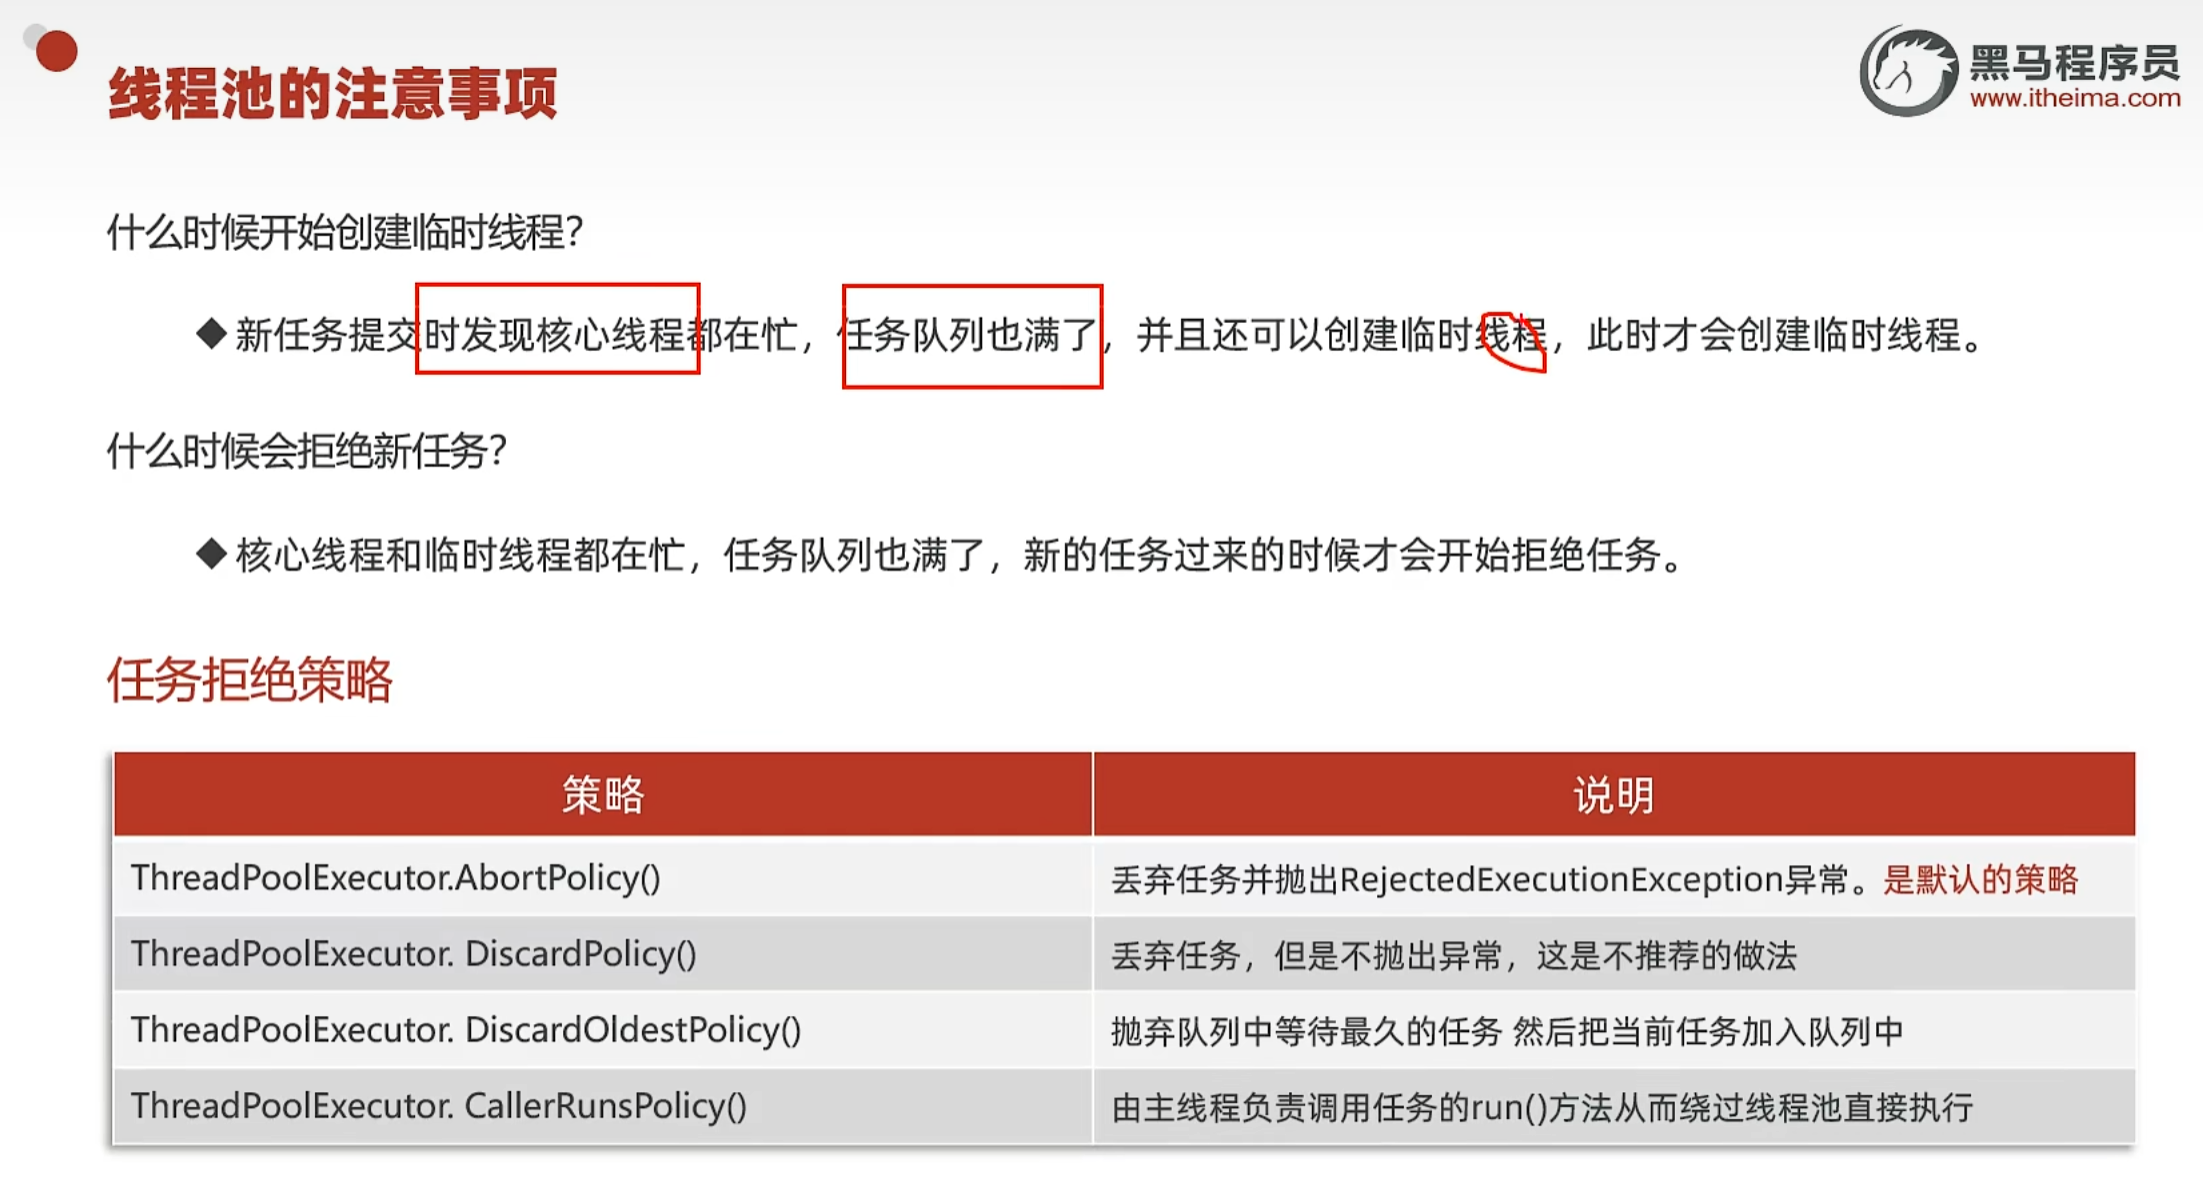 线程池的注意事项
黑马程序员
www.itheima.com
什么时候开始创建临时线程?
◆新任务提交时发现核心线程都在忙，任务队列也满了，并且还可以创建临时线程，此时才会创建临时线程。
什么时候会拒绝新任务?
◆核心线程和临时线程都在忙，任务队列也满了，新的任务过来的时候才会开始拒绝任务。
任务拒绝策略
策略 说明
ThreadPoolExecutor.AbortPolicy() 丢弃任务并抛出RejectedExecutionException异常。是默认的策略
ThreadPoolExecutor. DiscardPolicy() 丢弃任务，但是不抛出异常，这是不推荐的做法
ThreadPoolExecutor. DiscardOldestPolicy() 抛弃队列中等待最久的任务 然后把当前任务加入队列中
ThreadPoolExecutor. CallerRunsPolicy() 由主线程负责调用任务的run()方法从而绕过线程池直接执行